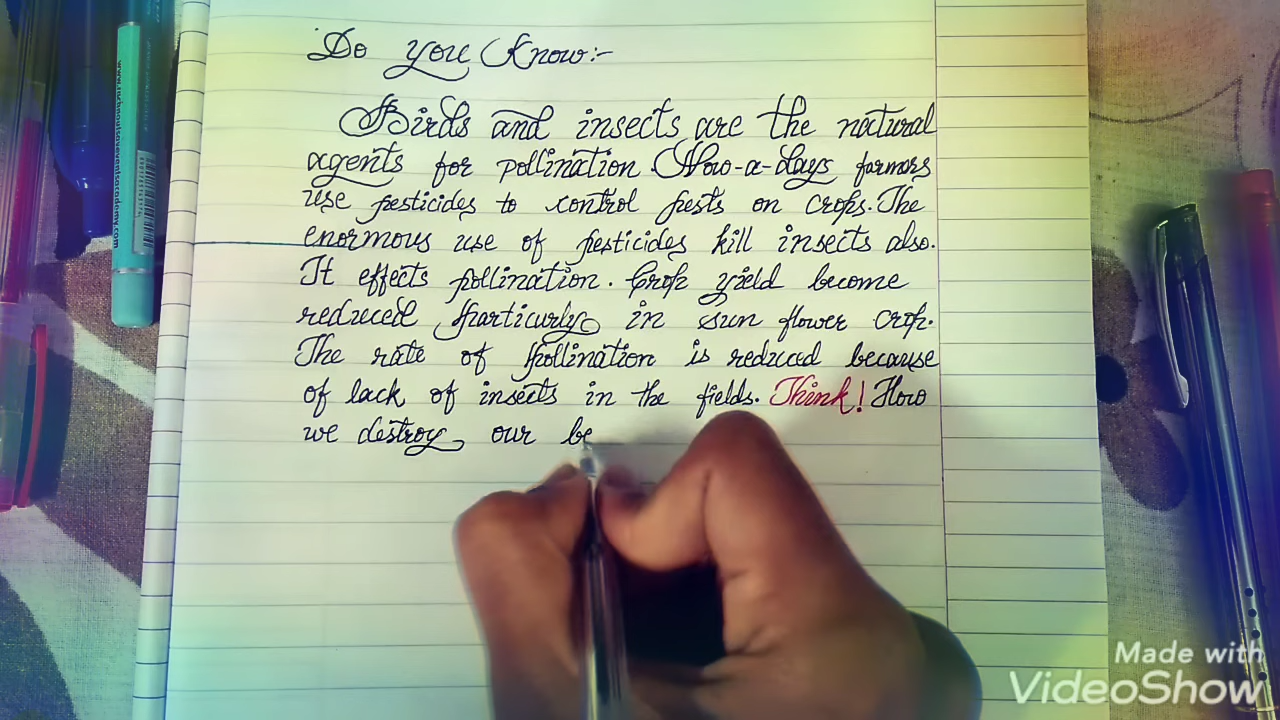 Do you Know:-
Birds and insects are the natural
agents for pollination. Now-a-days farmers
use pesticides to control pests on crops. The
enormous use of pesticides kill insects also.
It effects pollination. Crop yield become
reduced particurly in sun flower crop.
The rate of pollination is reduced because
of lack of insects in the fields. Think! How
we destroy our be
Made with
VideoShow